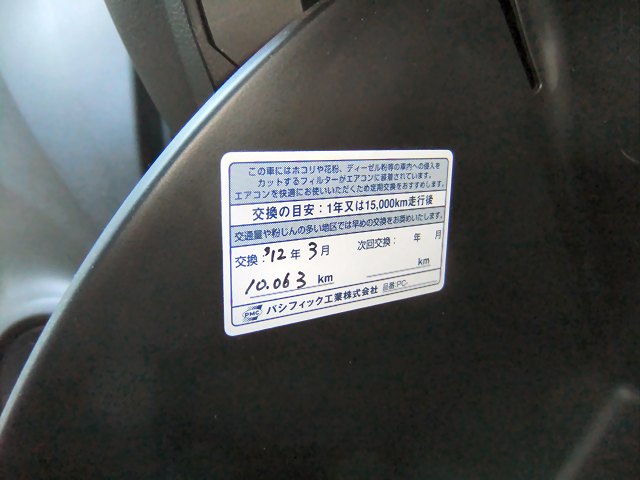 この車にはホコリや花粉、ディーゼル粉等の車内への侵入を
カットするフィルターがエアコンに装着されています。
エアコンを快適にお使いいただくため定期交換をおすすめします。
交換の目安：1年又は15,000km走行後
交通量や粉じんの多い地区では早めの交換をお奨めいたします。
交換：'12年 3月 次回交換： 年 月
10.063 km km
PMC パシフィック工業株式会社 品番:PC-